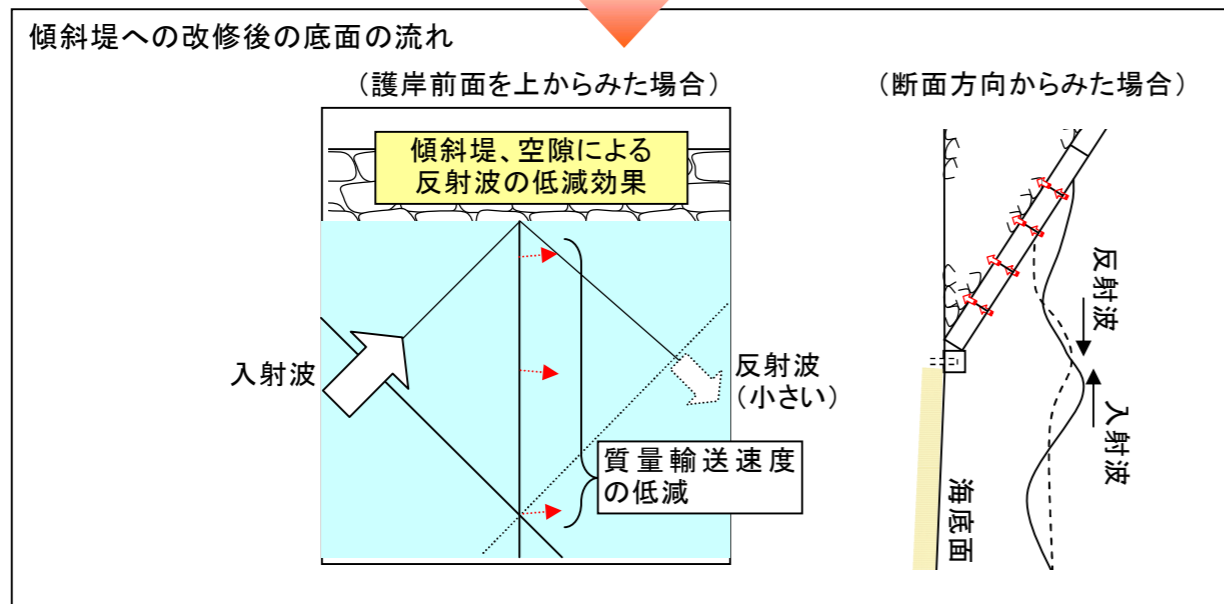 傾斜堤への改修後の底面の流れ
（護岸前面を上からみた場合）
（断面方向からみた場合）
傾斜堤、空隙による
反射波の低減効果
入射波
反射波
（小さい）
質量輸送速度
の低減
反射波
入射波
海底面